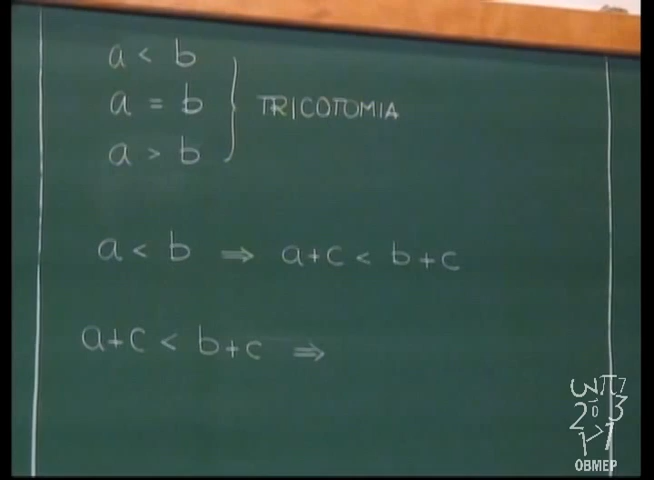 a < b
a = b } TRICOTOMIA
a > b
a < b ⇒ a+c < b+c
a+c < b+c ⇒
OBMEP